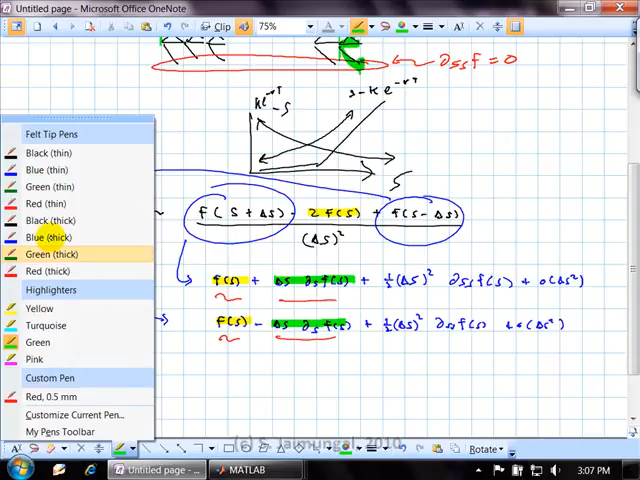 Untitled page - Microsoft Office OneNote
Clip 75%
∂ss f = 0
Ke^-rT - S
S - Ke^-rT
S
f(S+ΔS) - 2f(S) + f(S-ΔS)
(ΔS)²
f(S) + ΔS ∂s f(S) + ½(ΔS)² ∂ss f(S) + o(ΔS²)
f(S) - ΔS ∂s f(S) + ½(ΔS)² ∂ss f(S) + o(ΔS²)
Felt Tip Pens
Black (thin)
Blue (thin)
Green (thin)
Red (thin)
Black (thick)
Blue (thick)
Green (thick)
Red (thick)
Highlighters
Yellow
Turquoise
Green
Pink
Custom Pen
Red, 0.5 mm
Customize Current Pen...
My Pens Toolbar
(c) S. Jaimungal, 2010
Rotate
Untitled page - Micr...
MATLAB
3:07 PM